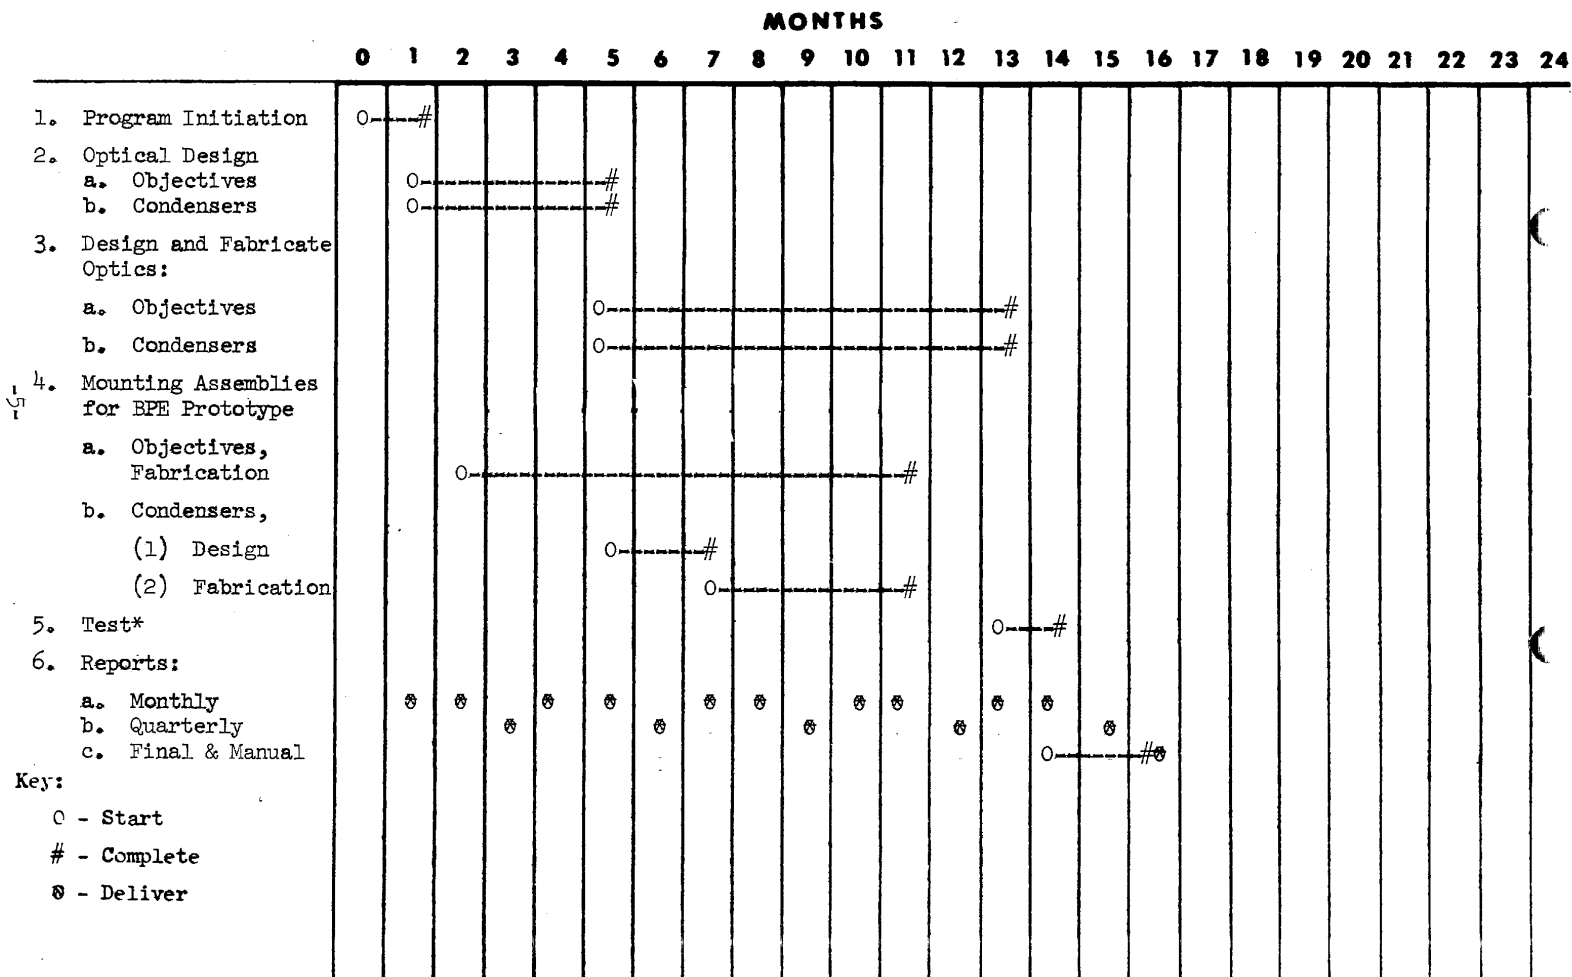 MONTHS
0 1 2 3 4 5 6 7 8 9 10 11 12 13 14 15 16 17 18 19 20 21 22 23 24
1. Program Initiation O-----#
2. Optical Design
a. Objectives O-----#
b. Condensers O-----#
3. Design and Fabricate
Optics:
a. Objectives O-----#
b. Condensers O-----#
4. Mounting Assemblies
for BPE Prototype
-5-
a. Objectives,
Fabrication O-----#
b. Condensers,
(1) Design O-----#
(2) Fabrication O-----#
5. Test* O-----#
6. Reports:
a. Monthly
b. Quarterly
c. Final & Manual O-----#
Key:
O - Start
# - Complete
⊗ - Deliver